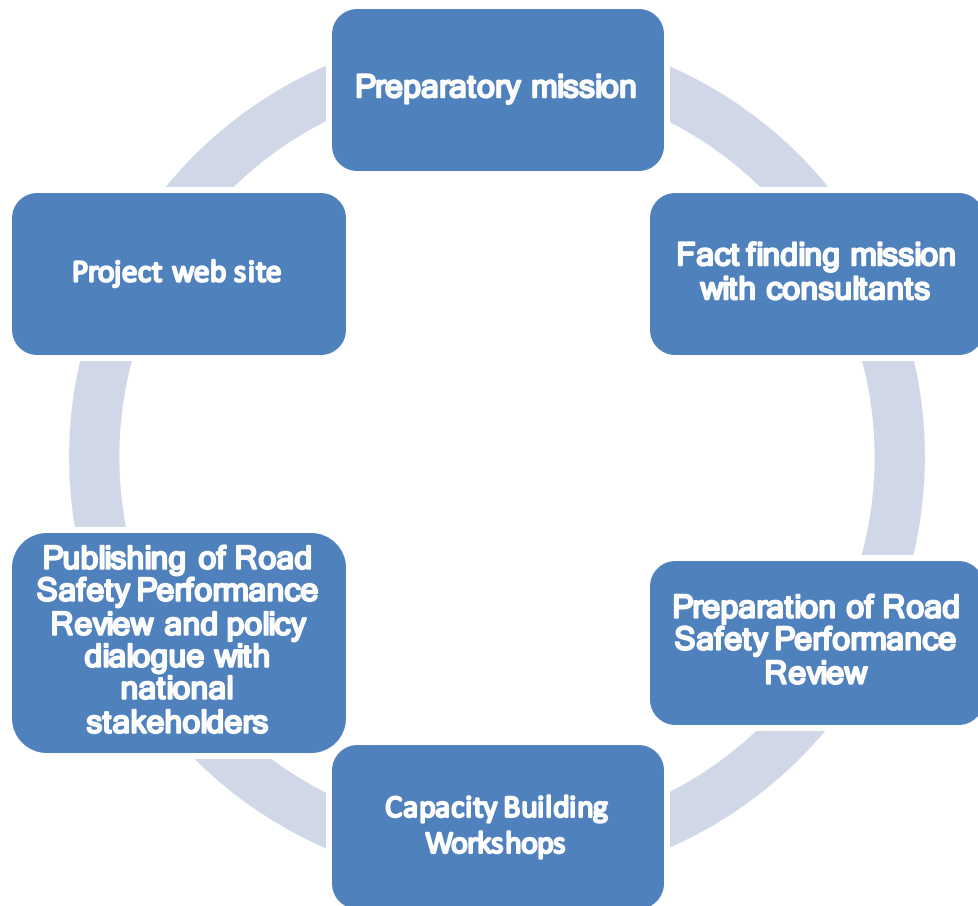 Preparatory mission
Fact finding mission
with consultants
Preparation of Road
Safety Performance
Review
Capacity Building
Workshops
Publishing of Road
Safety Performance
Review and policy
dialogue with
national
stakeholders
Project web site